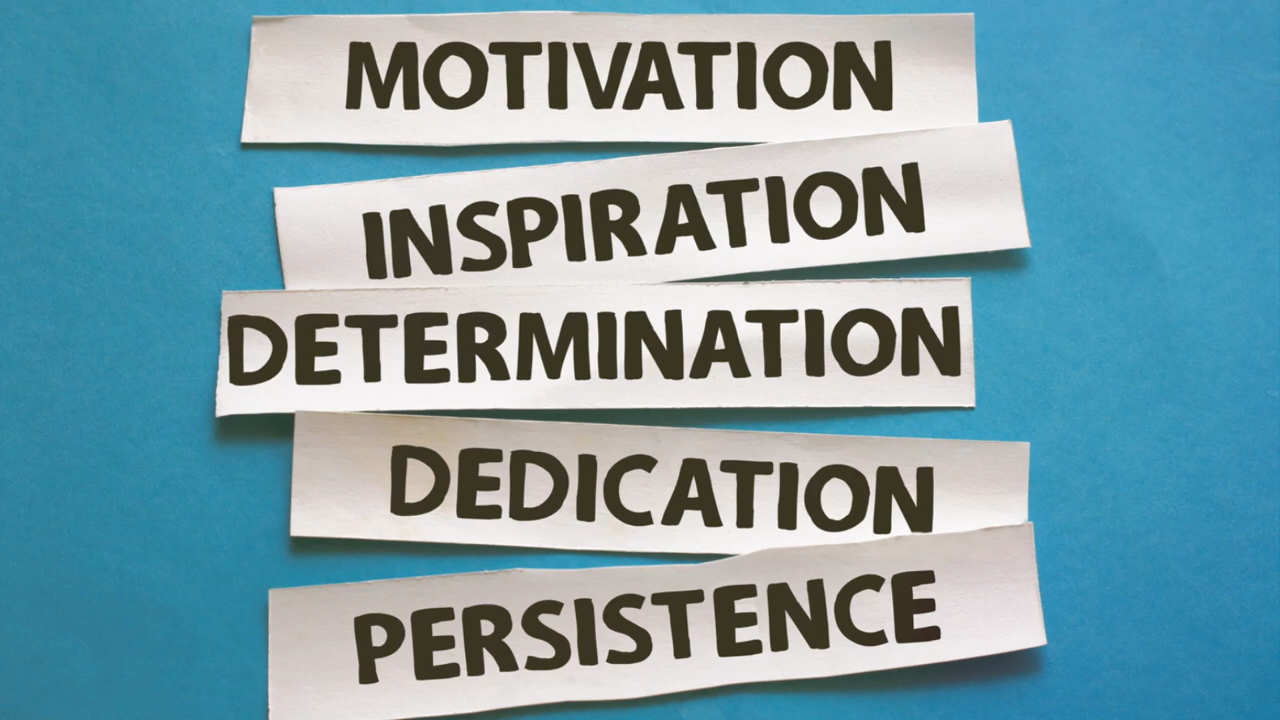 MOTIVATION
INSPIRATION
DETERMINATION
DEDICATION
PERSISTENCE